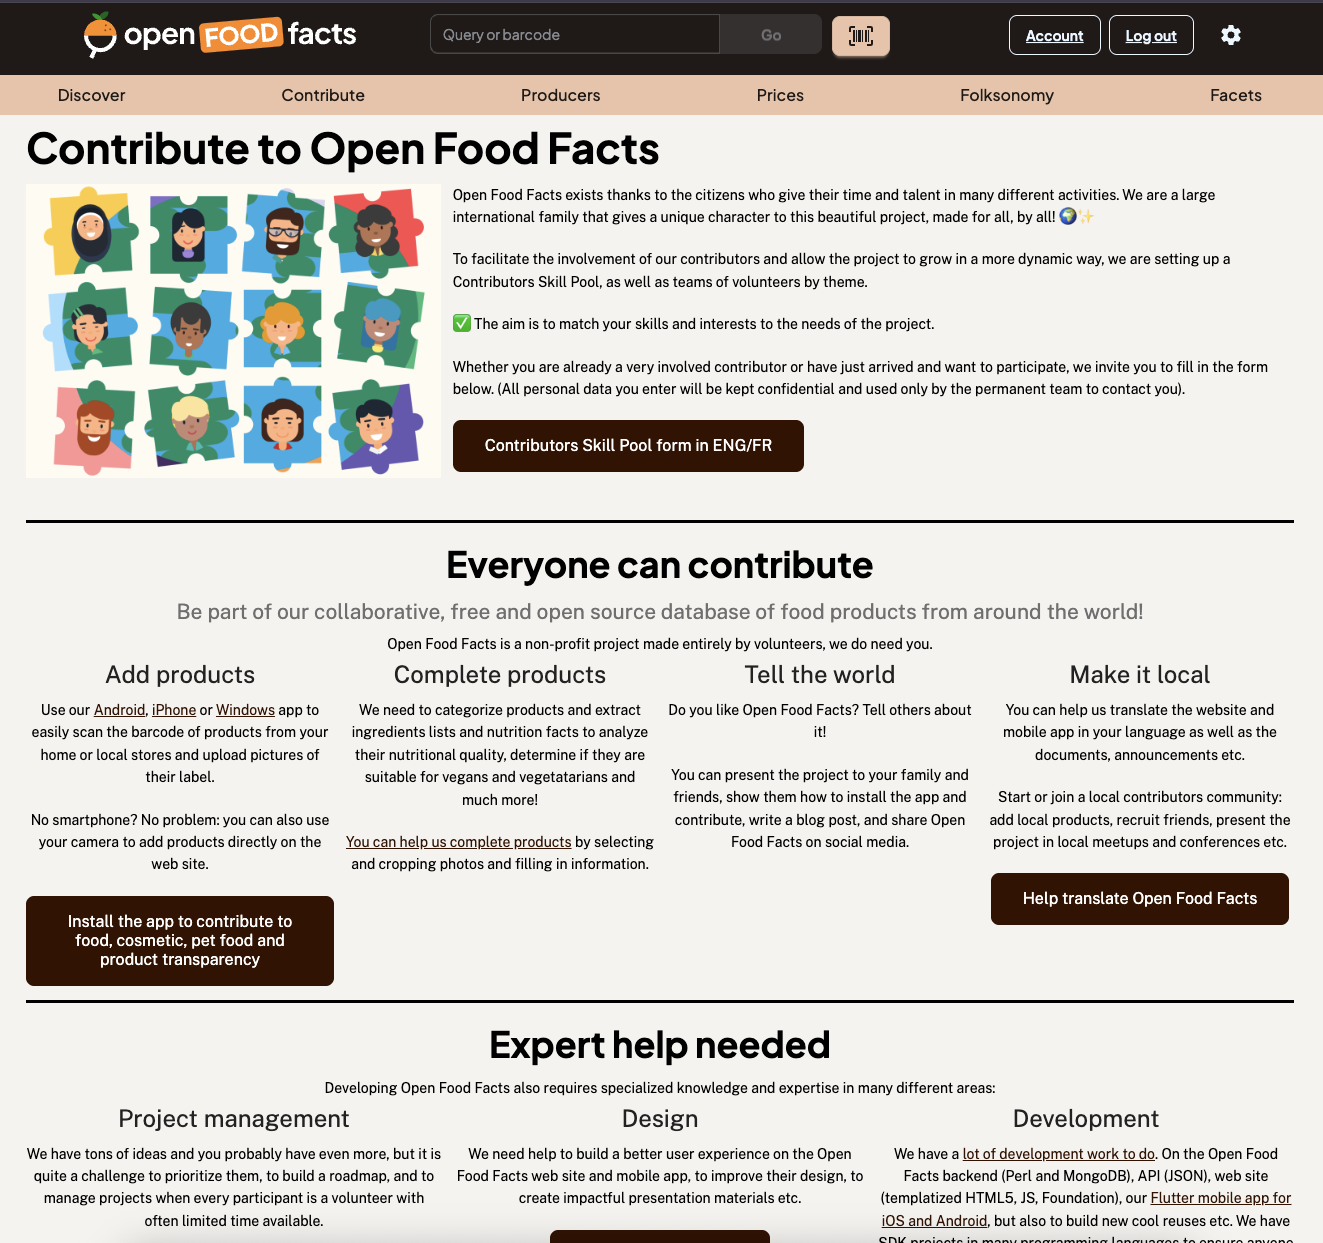 open FOOD facts
Query or barcode
Go
Account
Log out
Discover
Contribute
Producers
Prices
Folksonomy
Facets
Contribute to Open Food Facts
Open Food Facts exists thanks to the citizens who give their time and talent in many different activities. We are a large
international family that gives a unique character to this beautiful project, made for all, by all! 🌍✨
To facilitate the involvement of our contributors and allow the project to grow in a more dynamic way, we are setting up a
Contributors Skill Pool, as well as teams of volunteers by theme.
✅ The aim is to match your skills and interests to the needs of the project.
Whether you are already a very involved contributor or have just arrived and want to participate, we invite you to fill in the form
below. (All personal data you enter will be kept confidential and used only by the permanent team to contact you).
Contributors Skill Pool form in ENG/FR
Everyone can contribute
Be part of our collaborative, free and open source database of food products from around the world!
Open Food Facts is a non-profit project made entirely by volunteers, we do need you.
Add products
Use our Android, iPhone or Windows app to
easily scan the barcode of products from your
home or local stores and upload pictures of
their label.
No smartphone? No problem: you can also use
your camera to add products directly on the
web site.
Install the app to contribute to
food, cosmetic, pet food and
product transparency
Complete products
We need to categorize products and extract
ingredients lists and nutrition facts to analyze
their nutritional quality, determine if they are
suitable for vegans and vegetatarians and
much more!
You can help us complete products by selecting
and cropping photos and filling in information.
Tell the world
Do you like Open Food Facts? Tell others about
it!
You can present the project to your family and
friends, show them how to install the app and
contribute, write a blog post, and share Open
Food Facts on social media.
Make it local
You can help us translate the website and
mobile app in your language as well as the
documents, announcements etc.
Start or join a local contributors community:
add local products, recruit friends, present the
project in local meetups and conferences etc.
Help translate Open Food Facts
Expert help needed
Developing Open Food Facts also requires specialized knowledge and expertise in many different areas:
Project management
We have tons of ideas and you probably have even more, but it is
quite a challenge to prioritize them, to build a roadmap, and to
manage projects when every participant is a volunteer with
often limited time available.
Design
We need help to build a better user experience on the Open
Food Facts web site and mobile app, to improve their design, to
create impactful presentation materials etc.
Development
We have a lot of development work to do. On the Open Food
Facts backend (Perl and MongoDB), API (JSON), web site
(templatized HTML5, JS, Foundation), our Flutter mobile app for
iOS and Android, but also to build new cool reuses etc. We have
SDK projects in many programming languages to ensure anyone